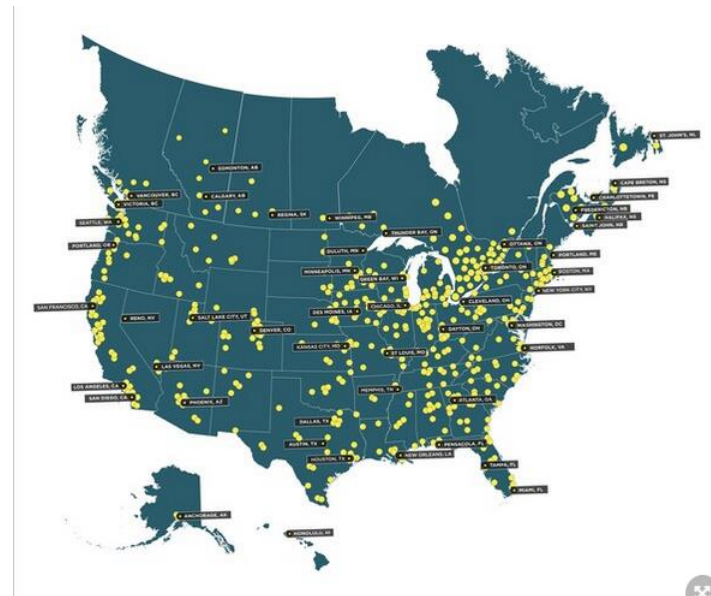 ST. JOHN'S, NL
EDMONTON, AB
CAPE BRETON, NS
VANCOUVER, BC
CALGARY, AB
CHARLOTTETOWN, PE
VICTORIA, BC
FREDERICTON, NB
REGINA, SK
WINNIPEG, MB
HALIFAX, NS
SEATTLE, WA
SAINT JOHN, NB
THUNDER BAY, ON
PORTLAND, OR
OTTAWA, ON
DULUTH, MN
PORTLAND, ME
TORONTO, ON
MINNEAPOLIS, MN
BOSTON, MA
GREEN BAY, WI
NEW YORK CITY, NY
CLEVELAND, OH
SAN FRANCISCO, CA
CHICAGO, IL
DES MOINES, IA
RENO, NV
SALT LAKE CITY, UT
WASHINGTON, DC
DENVER, CO
DAYTON, OH
KANSAS CITY, MO
NORFOLK, VA
ST LOUIS, MO
LAS VEGAS, NV
LOS ANGELES, CA
MEMPHIS, TN
SAN DIEGO, CA
PHOENIX, AZ
ATLANTA, GA
DALLAS, TX
AUSTIN, TX
PENSACOLA, FL
NEW ORLEANS, LA
HOUSTON, TX
TAMPA, FL
MIAMI, FL
ANCHORAGE, AK
HONOLULU, HI